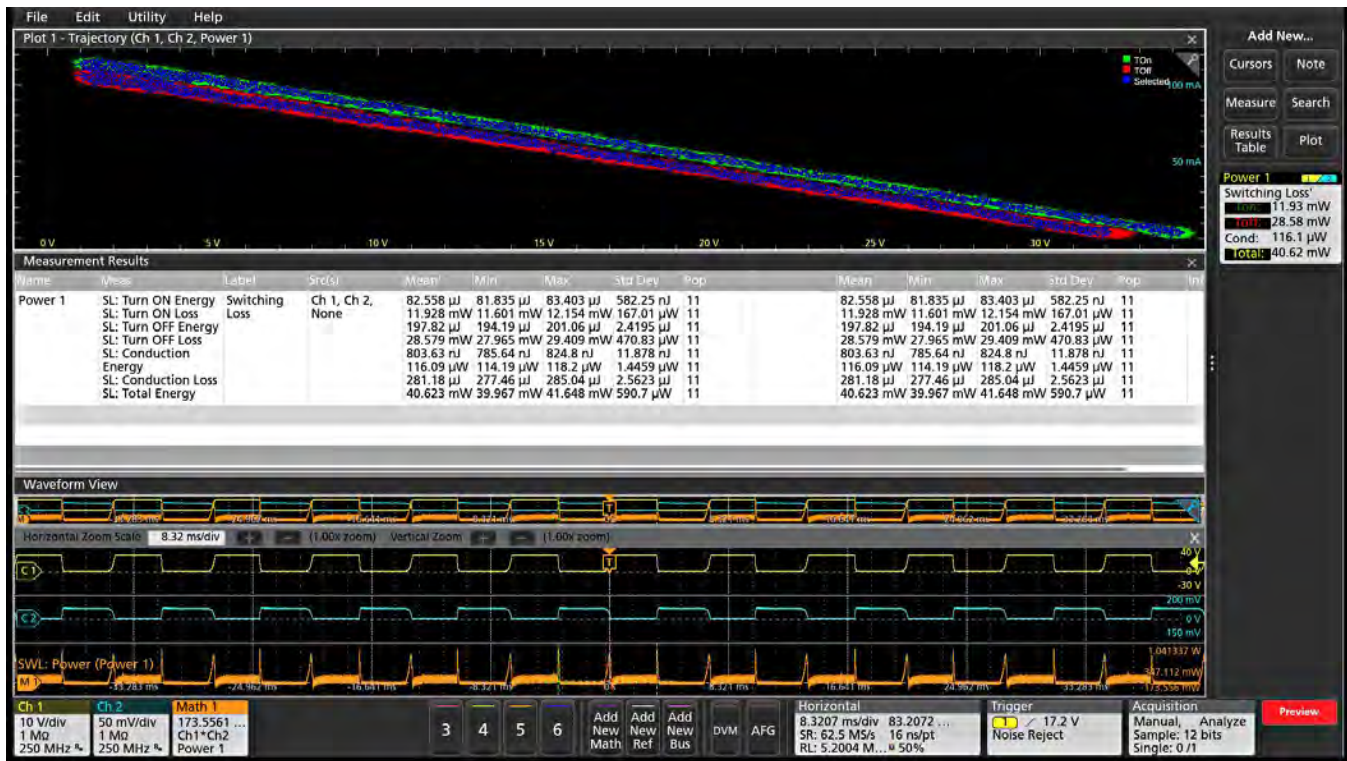 File Edit Utility Help
Plot 1 - Trajectory (Ch 1, Ch 2, Power 1)
TOn
TOff
Selected
100 mA
50 mA
0 V 5 V 10 V 15 V 20 V 25 V 30 V
Measurement Results
Name Meas Label Src(s) Mean' Min' Max' Std Dev' Pop' Mean Min Max Std Dev Pop
Power 1 SL: Turn ON Energy Switching Ch 1, Ch 2, 82.558 µJ 81.835 µJ 83.403 µJ 582.25 nJ 11 82.558 µJ 81.835 µJ 83.403 µJ 582.25 nJ 11
SL: Turn ON Loss Loss None 11.928 mW 11.601 mW 12.154 mW 167.01 µW 11 11.928 mW 11.601 mW 12.154 mW 167.01 µW 11
SL: Turn OFF Energy 197.82 µJ 194.19 µJ 201.06 µJ 2.4195 µJ 11 197.82 µJ 194.19 µJ 201.06 µJ 2.4195 µJ 11
SL: Turn OFF Loss 28.579 mW 27.965 mW 29.409 mW 470.83 µW 11 28.579 mW 27.965 mW 29.409 mW 470.83 µW 11
SL: Conduction 803.63 nJ 785.64 nJ 824.8 nJ 11.878 nJ 11 803.63 nJ 785.64 nJ 824.8 nJ 11.878 nJ 11
Energy 116.09 µW 114.19 µW 118.2 µW 1.4459 µW 11 116.09 µW 114.19 µW 118.2 µW 1.4459 µW 11
SL: Conduction Loss 281.18 µJ 277.46 µJ 285.04 µJ 2.5623 µJ 11 281.18 µJ 277.46 µJ 285.04 µJ 2.5623 µJ 11
SL: Total Energy 40.623 mW 39.967 mW 41.648 mW 590.7 µW 11 40.623 mW 39.967 mW 41.648 mW 590.7 µW 11
Waveform View
Horizontal Zoom Scale 8.32 ms/div (1.00x zoom) Vertical Zoom (1.00x zoom)
T
C1
40 V
-30 V
C2
200 mV
0 V
150 mV
SWL: Power (Power 1)
M1
1.041337 W
347.112 mW
-173.556 mW
-33.283 ms -24.962 ms -16.641 ms -8.321 ms 8.321 ms 16.641 ms 24.962 ms 33.283 ms
Ch 1
10 V/div
1 MΩ
250 MHz
Ch 2
50 mV/div
1 MΩ
250 MHz
Math 1
173.5561 ...
Ch1*Ch2
Power 1
3 4 5 6
Add New Math
Add New Ref
Add New Bus
DVM
AFG
Horizontal
8.3207 ms/div 83.2072 ...
SR: 62.5 MS/s 16 ns/pt
RL: 5.2004 M... 50%
Trigger
1 17.2 V
Noise Reject
Acquisition
Manual, Analyze
Sample: 12 bits
Single: 0 /1
Preview
Add New...
Cursors Note
Measure Search
Results Table
Plot
Power 1 1 2
Switching Loss'
Ton: 11.93 mW
Toff: 28.58 mW
Cond: 116.1 µW
Total: 40.62 mW